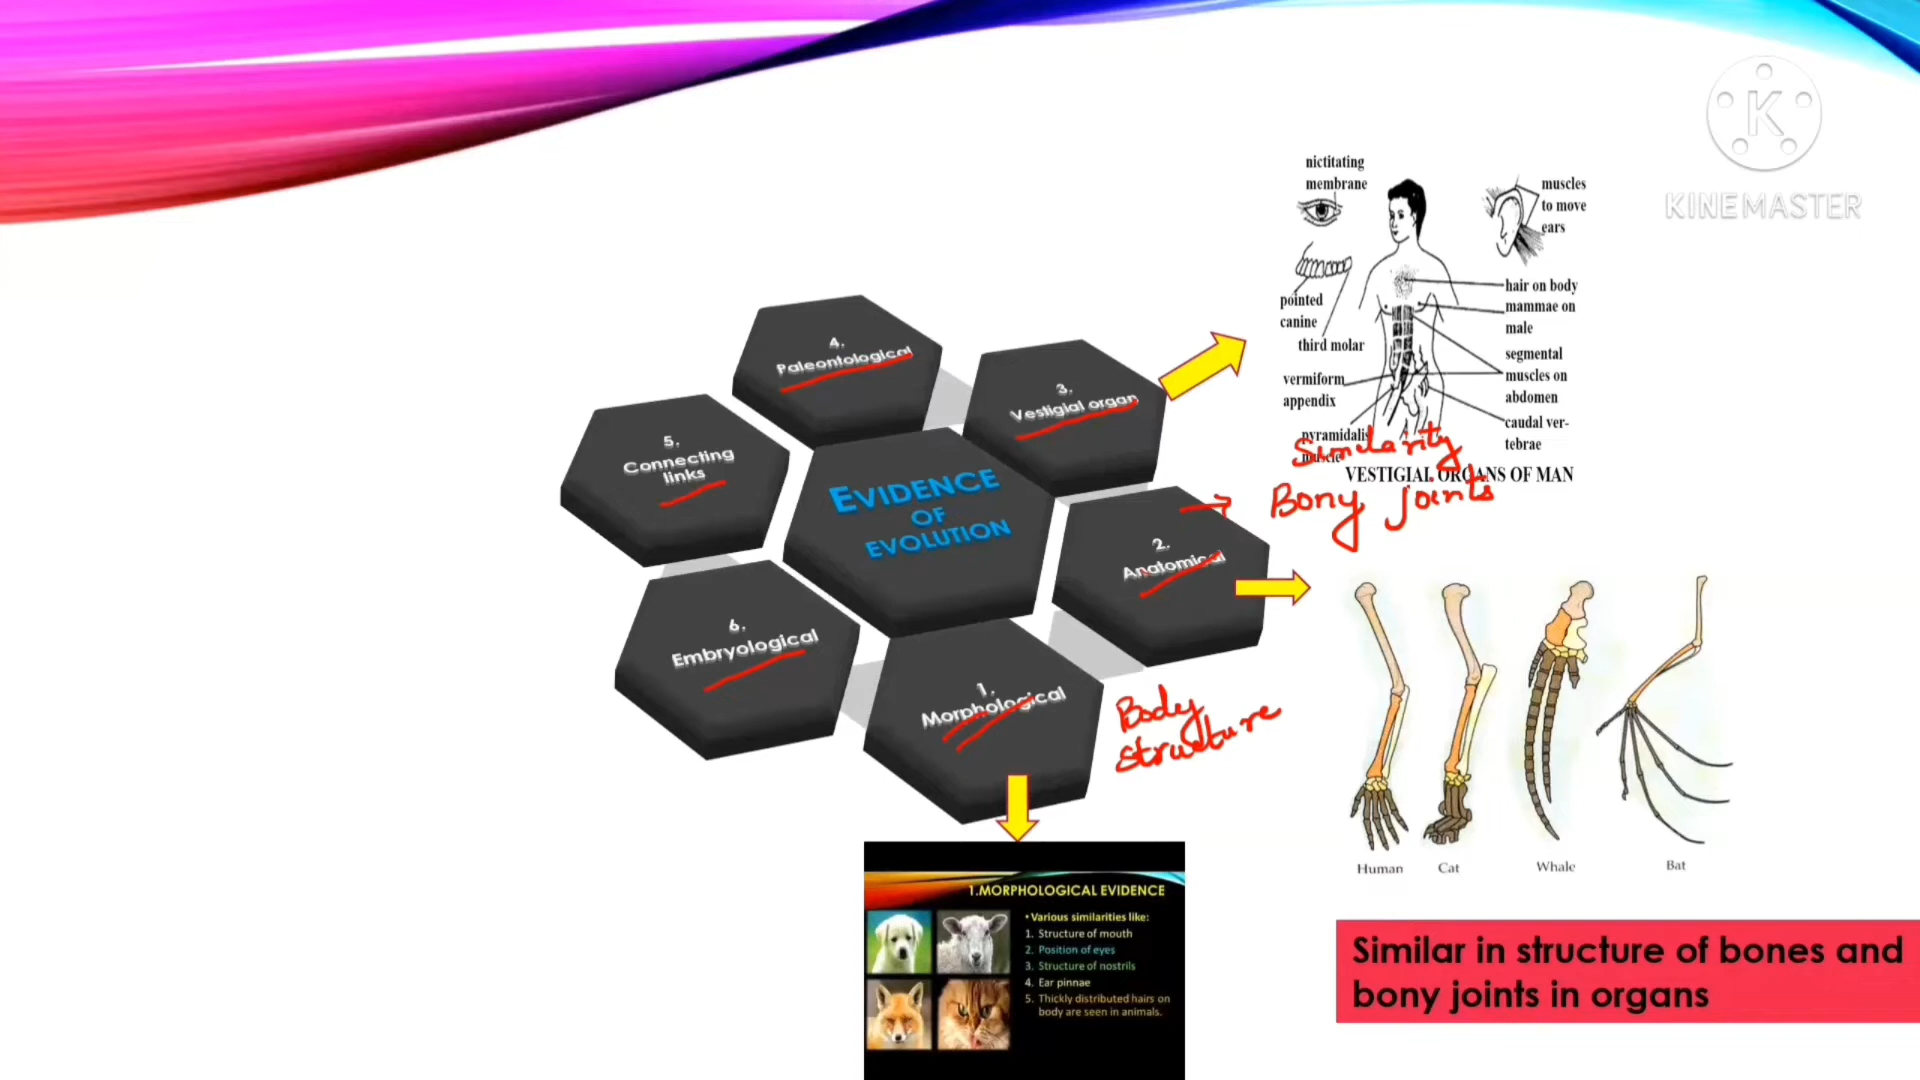 KINEMASTER
nictitating
membrane
muscles
to move
ears
pointed
canine
third molar
vermiform
appendix
pyramidalis
muscle
hair on body
mammae on
male
segmental
muscles on
abdomen
caudal ver-
tebrae
VESTIGIAL ORGANS OF MAN
Similarity
Bony joints
4.
Paleontological
3.
Vestigial organ
5.
Connecting
links
EVIDENCE
OF
EVOLUTION
2.
Anatomical
6.
Embryological
1.
Morphological
Body
structure
Human
Cat
Whale
Bat
1.MORPHOLOGICAL EVIDENCE
• Various similarities like:
1. Structure of mouth
2. Position of eyes
3. Structure of nostrils
4. Ear pinnae
5. Thickly distributed hairs on
body are seen in animals.
Similar in structure of bones and
bony joints in organs